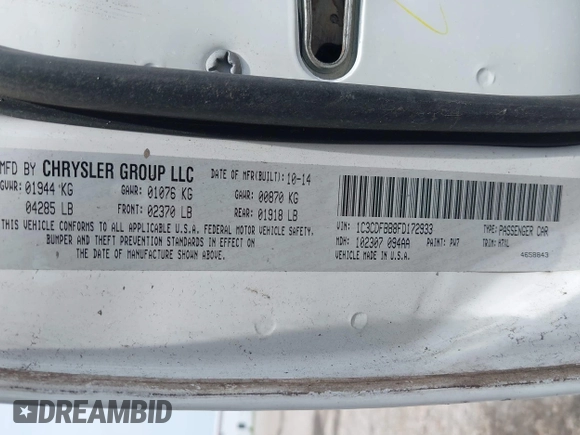 MFD BY CHRYSLER GROUP LLC DATE OF MFR(BUILT): 10-14
GVWR: 01944 KG GAWR: 01076 KG GAWR: 00870 KG
04285 LB FRONT: 02370 LB REAR: 01918 LB
THIS VEHICLE CONFORMS TO ALL APPLICABLE U.S.A. FEDERAL MOTOR VEHICLE SAFETY,
BUMPER AND THEFT PREVENTION STANDARDS IN EFFECT ON
THE DATE OF MANUFACTURE SHOWN ABOVE.
VIN: 1C3CDFBB8FD172933 TYPE: PASSENGER CAR
MDH: 102307 094AA PAINT: PW7 TRIM:
VEHICLE MADE IN U.S.A. 4658643
DREAMBID